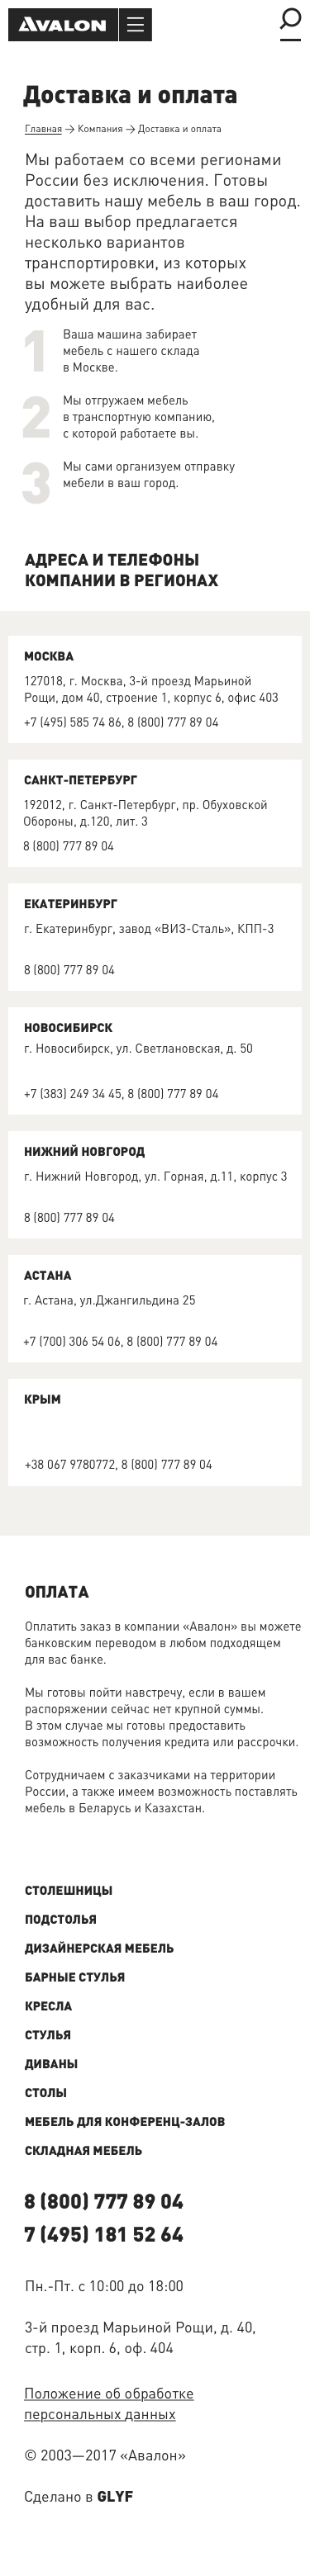 AVALON
Доставка и оплата
Главная → Компания → Доставка и оплата
Мы работаем со всеми регионами
России без исключения. Готовы
доставить нашу мебель в ваш город.
На ваш выбор предлагается
несколько вариантов
транспортировки, из которых
вы можете выбрать наиболее
удобный для вас.
1
Ваша машина забирает
мебель с нашего склада
в Москве.
2
Мы отгружаем мебель
в транспортную компанию,
с которой работаете вы.
3
Мы сами организуем отправку
мебели в ваш город.
АДРЕСА И ТЕЛЕФОНЫ
КОМПАНИИ В РЕГИОНАХ
МОСКВА
127018, г. Москва, 3-й проезд Марьиной
Рощи, дом 40, строение 1, корпус 6, офис 403
+7 (495) 585 74 86, 8 (800) 777 89 04
САНКТ-ПЕТЕРБУРГ
192012, г. Санкт-Петербург, пр. Обуховской
Обороны, д.120, лит. З
8 (800) 777 89 04
ЕКАТЕРИНБУРГ
г. Екатеринбург, завод «ВИЗ-Сталь», КПП-3
8 (800) 777 89 04
НОВОСИБИРСК
г. Новосибирск, ул. Светлановская, д. 50
+7 (383) 249 34 45, 8 (800) 777 89 04
НИЖНИЙ НОВГОРОД
г. Нижний Новгород, ул. Горная, д.11, корпус 3
8 (800) 777 89 04
АСТАНА
г. Астана, ул.Джангильдина 25
+7 (700) 306 54 06, 8 (800) 777 89 04
КРЫМ
+38 067 9780772, 8 (800) 777 89 04
ОПЛАТА
Оплатить заказ в компании «Авалон» вы можете
банковским переводом в любом подходящем
для вас банке.
Мы готовы пойти навстречу, если в вашем
распоряжении сейчас нет крупной суммы.
В этом случае мы готовы предоставить
возможность получения кредита или рассрочки.
Сотрудничаем с заказчиками на территории
России, а также имеем возможность поставлять
мебель в Беларусь и Казахстан.
СТОЛЕШНИЦЫ
ПОДСТОЛЬЯ
ДИЗАЙНЕРСКАЯ МЕБЕЛЬ
БАРНЫЕ СТУЛЬЯ
КРЕСЛА
СТУЛЬЯ
ДИВАНЫ
СТОЛЫ
МЕБЕЛЬ ДЛЯ КОНФЕРЕНЦ-ЗАЛОВ
СКЛАДНАЯ МЕБЕЛЬ
8 (800) 777 89 04
7 (495) 181 52 64
Пн.-Пт. с 10:00 до 18:00
3-й проезд Марьиной Рощи, д. 40,
стр. 1, корп. 6, оф. 404
Положение об обработке
персональных данных
© 2003—2017 «Авалон»
Сделано в GLYF